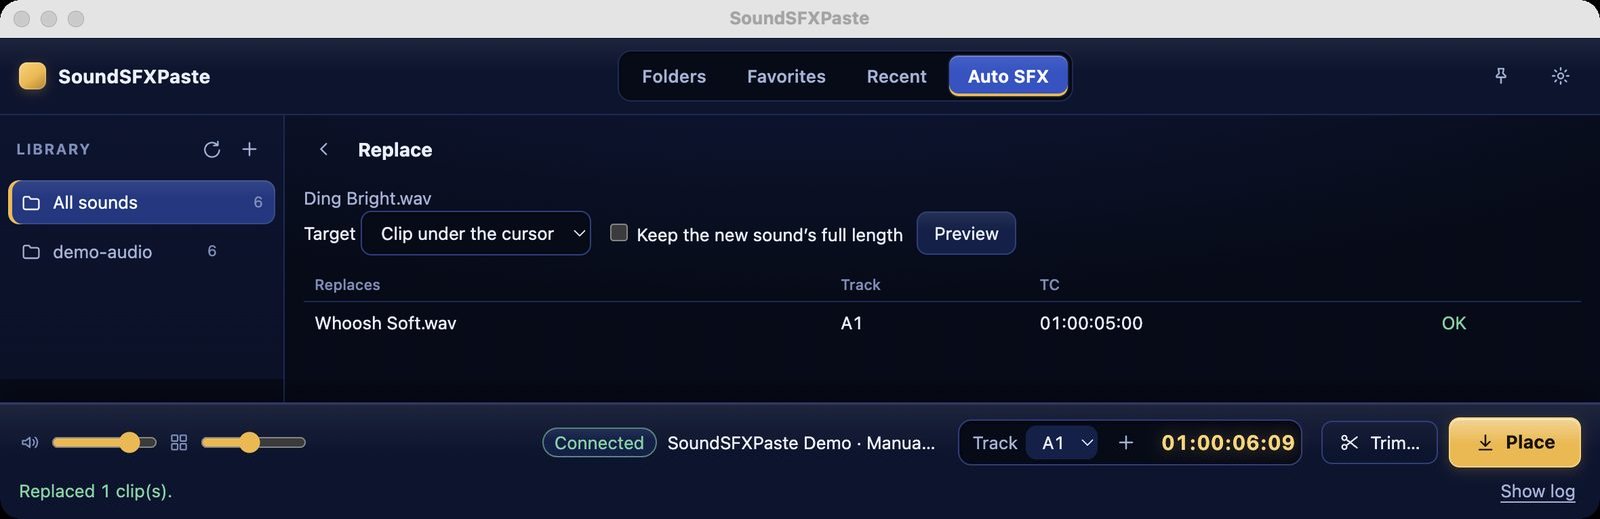 SoundSFXPaste
SoundSFXPaste
Folders Favorites Recent Auto SFX
LIBRARY
All sounds 6
demo-audio 6
Replace
Ding Bright.wav
Target Clip under the cursor Keep the new sound’s full length Preview
Replaces Track TC
Whoosh Soft.wav A1 01:00:05:00 OK
Connected SoundSFXPaste Demo · Manua… Track A1 01:00:06:09 Trim… Place
Replaced 1 clip(s). Show log